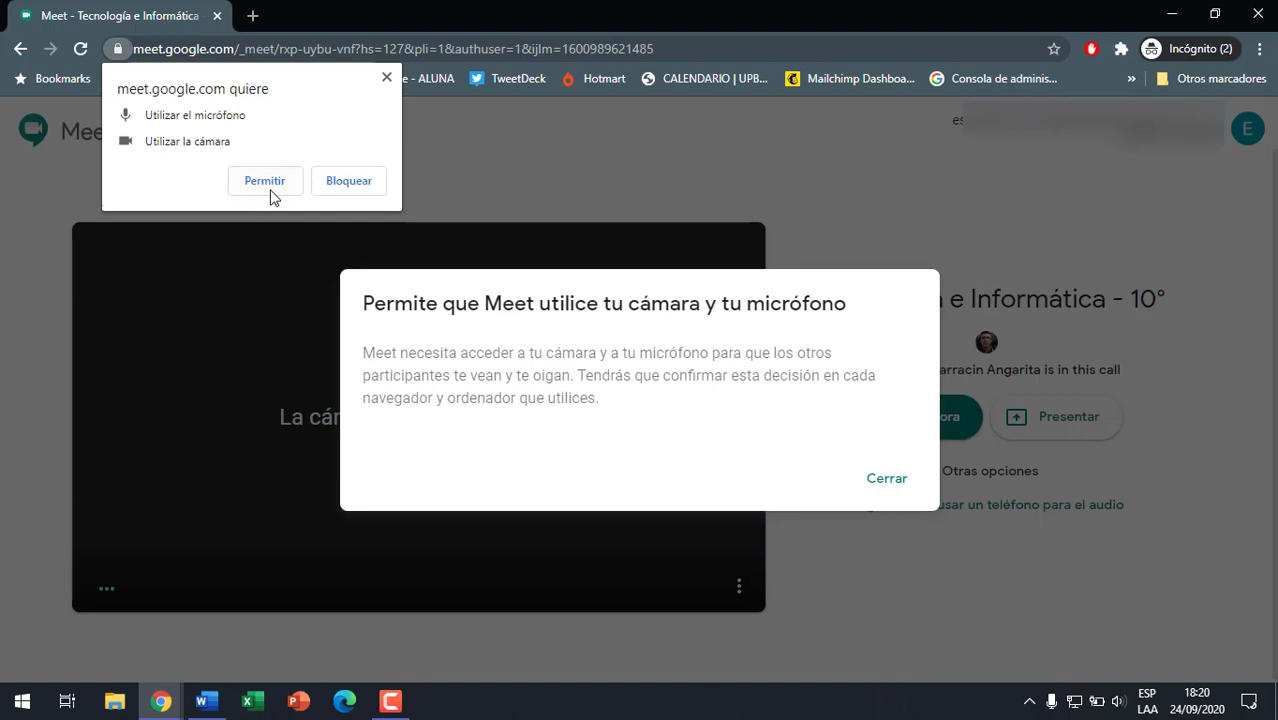 Meet - Tecnología e Informática
meet.google.com/_meet/rxp-uybu-vnf?hs=127&pli=1&authuser=1&ijlm=1600989621485
Incógnito (2)
Bookmarks
- ALUNA
TweetDeck
Hotmart
CALENDARIO | UPB...
Mailchimp Dashboa...
Consola de adminis...
»
Otros marcadores
meet.google.com quiere
Utilizar el micrófono
Utilizar la cámara
Permitir
Bloquear
Mee
es
E
Permite que Meet utilice tu cámara y tu micrófono
Meet necesita acceder a tu cámara y a tu micrófono para que los otros
participantes te vean y te oigan. Tendrás que confirmar esta decisión en cada
navegador y ordenador que utilices.
Cerrar
La cám
a e Informática - 10°
arracin Angarita is in this call
ora
Presentar
Otras opciones
usar un teléfono para el audio
ESP
LAA
18:20
24/09/2020